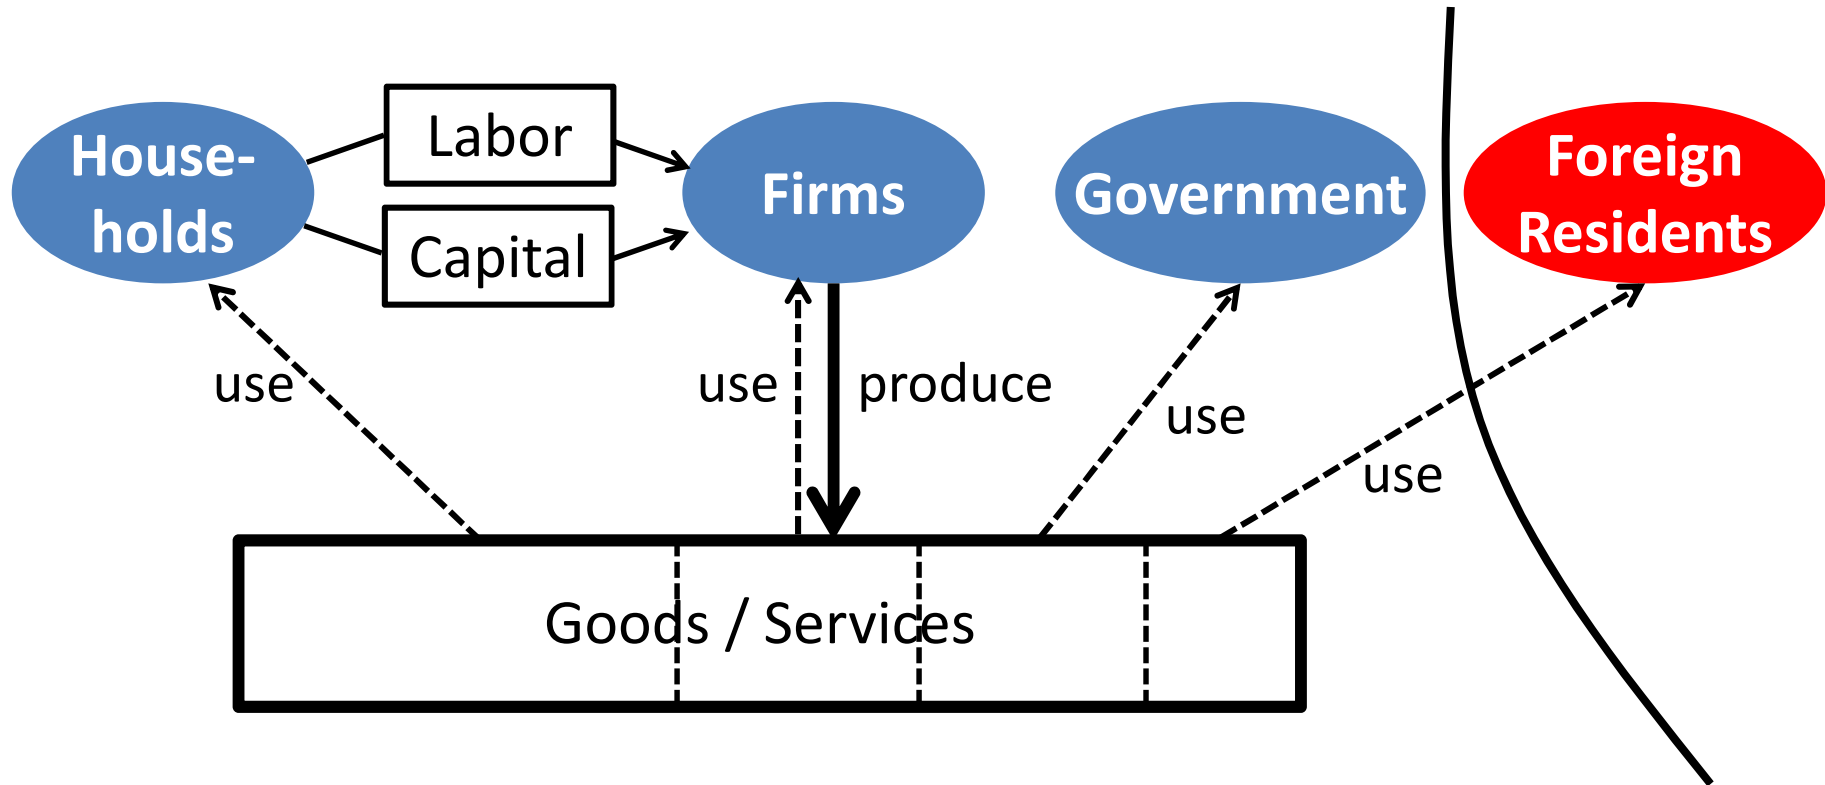 House-
holds
Labor
Capital
Firms
Government
Foreign
Residents
use
use
produce
use
use
Goods / Services